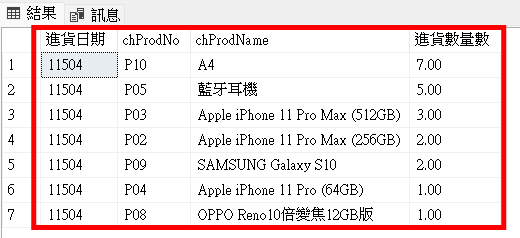 結果 訊息
進貨日期 chProdNo chProdName 進貨數量數
1 11504 P10 A4 7.00
2 11504 P05 藍牙耳機 5.00
3 11504 P03 Apple iPhone 11 Pro Max (512GB) 3.00
4 11504 P02 Apple iPhone 11 Pro Max (256GB) 2.00
5 11504 P09 SAMSUNG Galaxy S10 2.00
6 11504 P04 Apple iPhone 11 Pro (64GB) 1.00
7 11504 P08 OPPO Reno10倍變焦12GB版 1.00